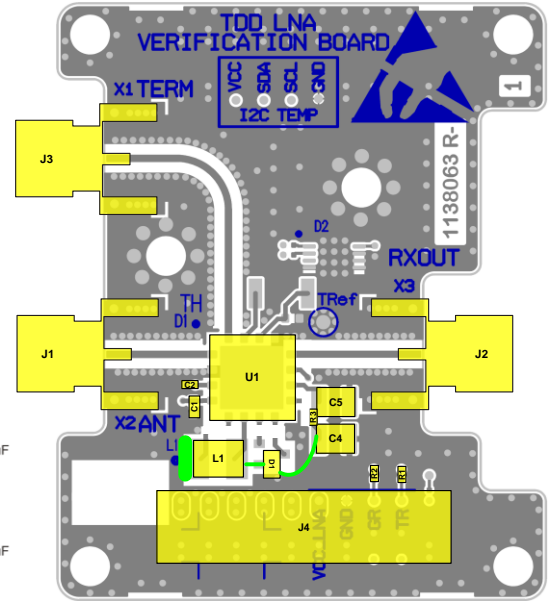 TDD LNA
VERIFICATION BOARD
VCC
SDA
SCL
GND
I2C TEMP
1
X1 TERM
J3
1138063 R-
D2
RXOUT
X3
TH
D1
TRef
J1
U1
J2
C2
C1
C5
R3
C4
X2 ANT
L1
L1
D1
F
R2
R1
J4
VCC_LNA
GND
GR
TR
F